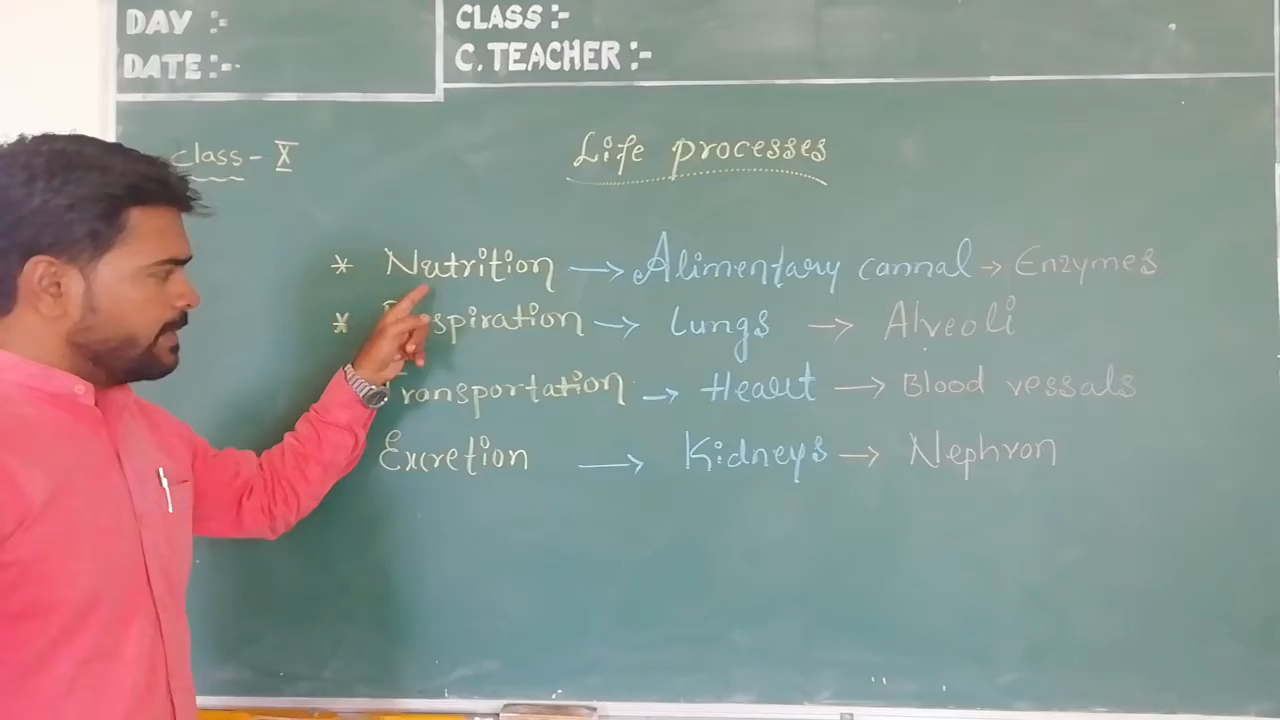 DAY :-
DATE :-
CLASS :-
C. TEACHER :-
class - X
Life processes
* Nutrition → Alimentary cannal → Enzymes
* Respiration → Lungs → Alveoli
Transportation → Heart → Blood vessals
Excretion → Kidneys → Nephron